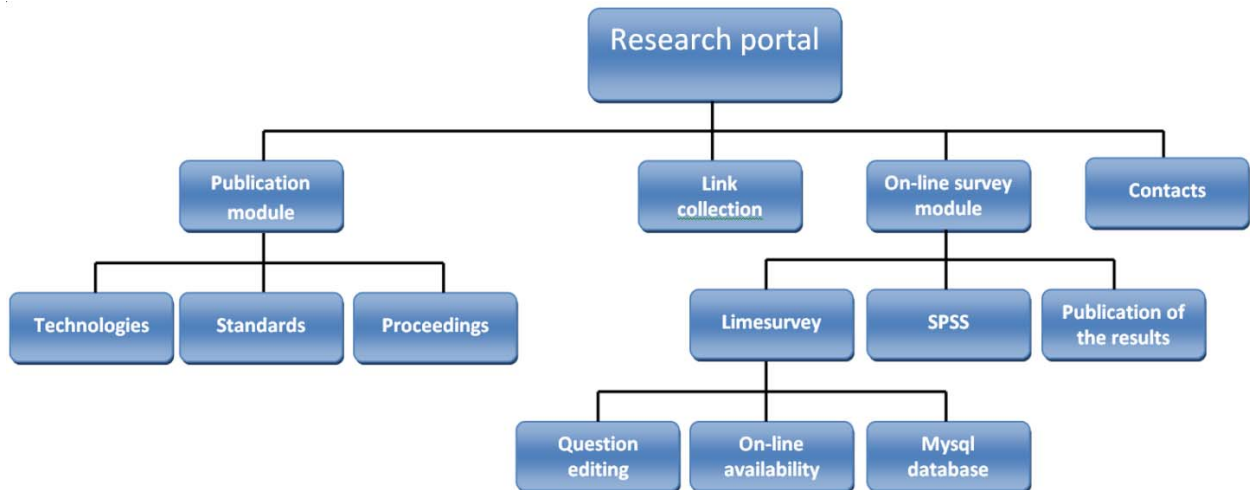 Research portal
Publication
module
Link
collection
On-line survey
module
Contacts
Technologies
Standards
Proceedings
Limesurvey
SPSS
Publication of
the results
Question
editing
On-line
availability
Mysql
database